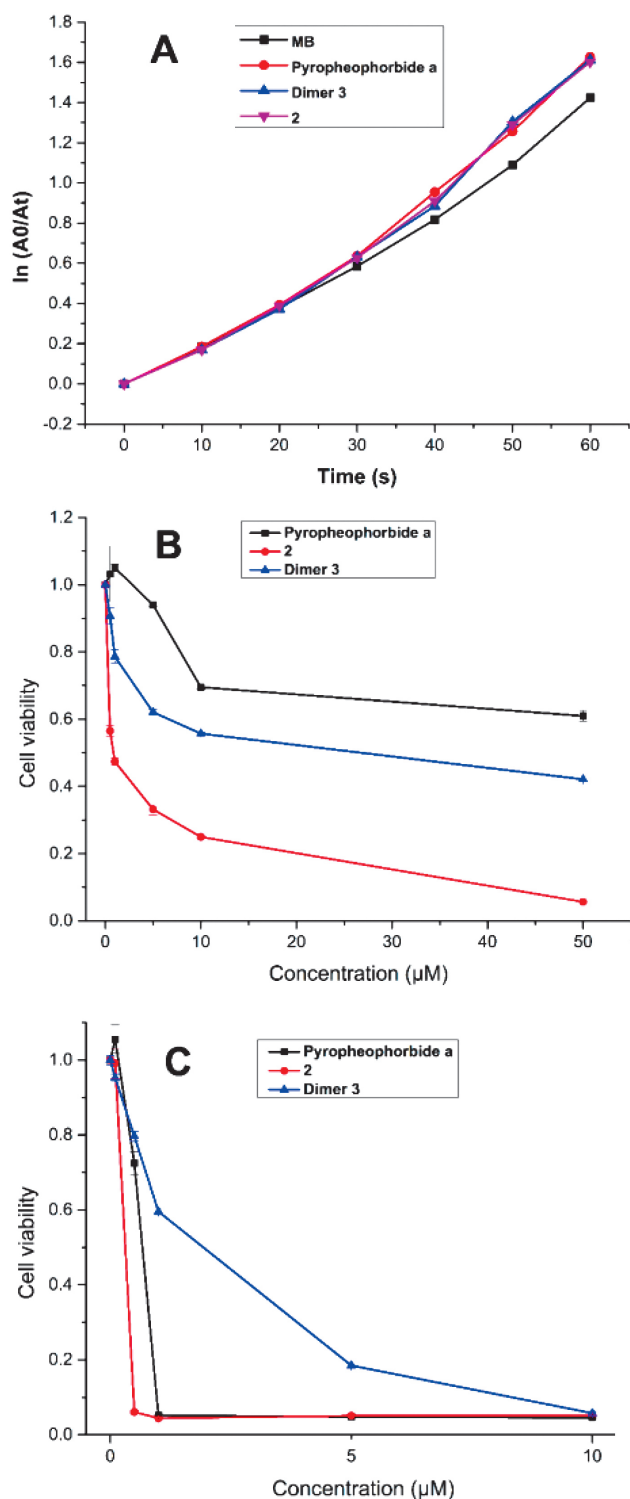 A
MB
Pyropheophorbide a
Dimer 3
2
ln (A0/At)
1.8
1.6
1.4
1.2
1.0
0.8
0.6
0.4
0.2
0.0
-0.2
0 10 20 30 40 50 60
Time (s)
B
Pyropheophorbide a
2
Dimer 3
Cell viability
1.2
1.0
0.8
0.6
0.4
0.2
0.0
0 10 20 30 40 50
Concentration (µM)
C
Pyropheophorbide a
2
Dimer 3
Cell viability
1.0
0.8
0.6
0.4
0.2
0.0
0 5 10
Concentration (µM)